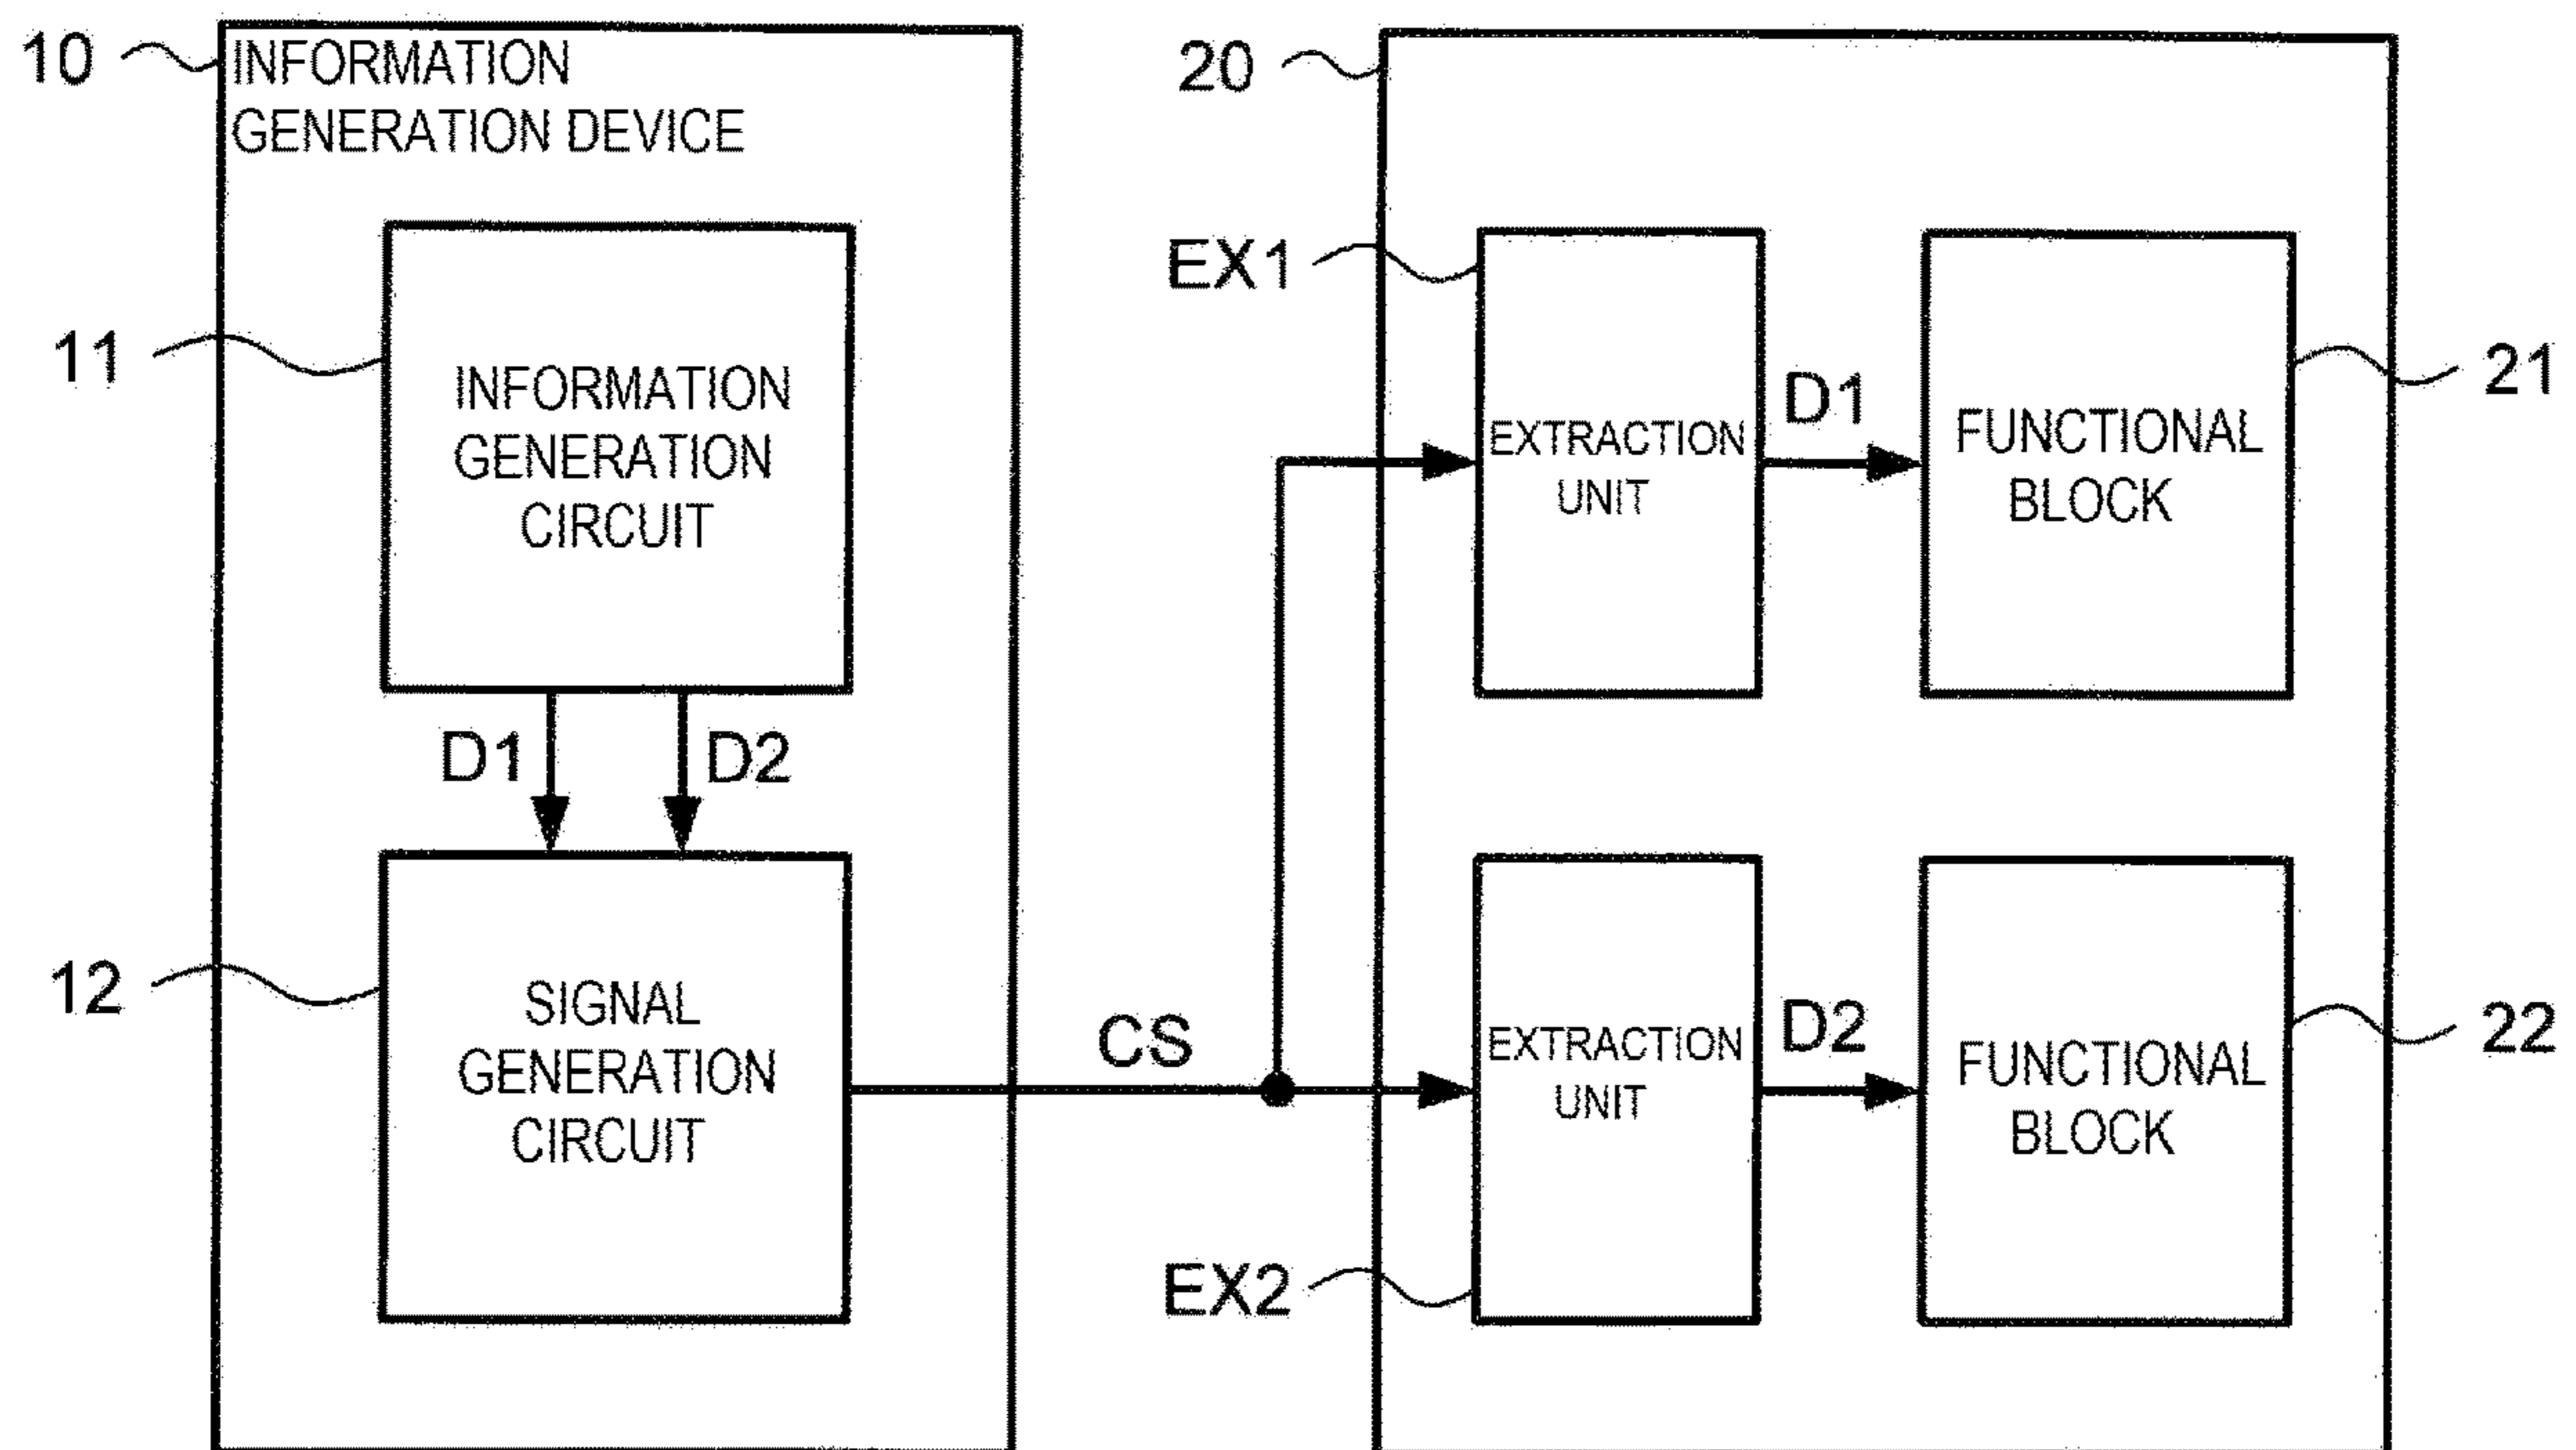 10
INFORMATION
GENERATION DEVICE
20
EX1
11
INFORMATION
GENERATION
CIRCUIT
EXTRACTION
UNIT
D1
FUNCTIONAL
BLOCK
21
D1
D2
12
SIGNAL
GENERATION
CIRCUIT
CS
EXTRACTION
UNIT
D2
FUNCTIONAL
BLOCK
22
EX2